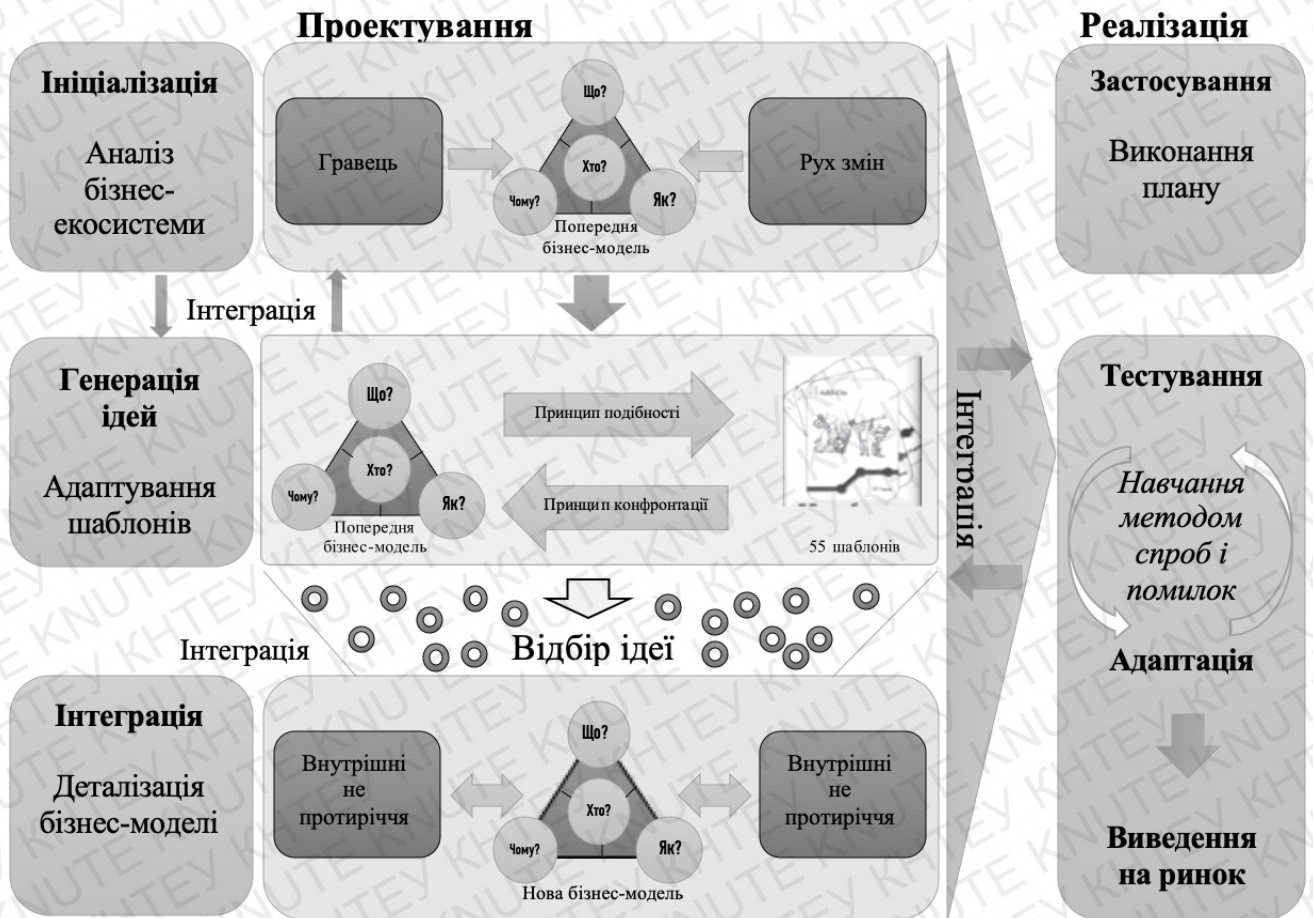 Проектування
Реалізація
Ініціалізація
Аналіз
бізнес-
екосистеми
Гравець
Що?
Хто?
Чому?
Як?
Попередня
бізнес-модель
Рух змін
Застосування
Виконання
плану
Інтеграція
Генерація
ідей
Адаптування
шаблонів
Що?
Хто?
Чому?
Як?
Попередня
бізнес-модель
Принцип подібності
Принцип конфронтації
55 шаблонів
Інтеграція
Тестування
Навчання
методом
спроб і
помилок
Адаптація
Виведення
на ринок
Інтеграція
Відбір ідеї
Інтеграція
Деталізація
бізнес-моделі
Внутрішні
не
протиріччя
Що?
Хто?
Чому?
Як?
Нова бізнес-модель
Внутрішні
не
протиріччя
КНТЕУ KNUTE